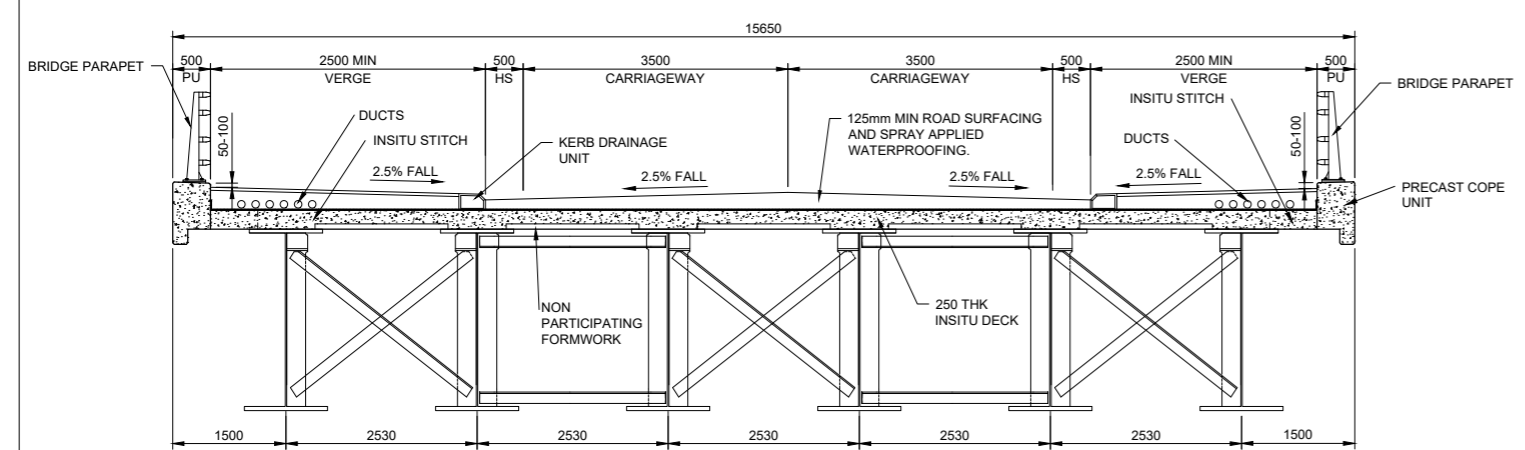 15650
500
2500 MIN
500
3500
3500
500
2500 MIN
500
PU
VERGE
HS
CARRIAGEWAY
CARRIAGEWAY
HS
VERGE
PU
BRIDGE PARAPET
BRIDGE PARAPET
INSITU STITCH
50-100
DUCTS
INSITU STITCH
KERB DRAINAGE
UNIT
125mm MIN ROAD SURFACING
AND SPRAY APPLIED
WATERPROOFING.
DUCTS
50-100
2.5% FALL
2.5% FALL
2.5% FALL
2.5% FALL
PRECAST COPE
UNIT
NON
PARTICIPATING
FORMWORK
250 THK
INSITU DECK
1500
2530
2530
2530
2530
2530
1500